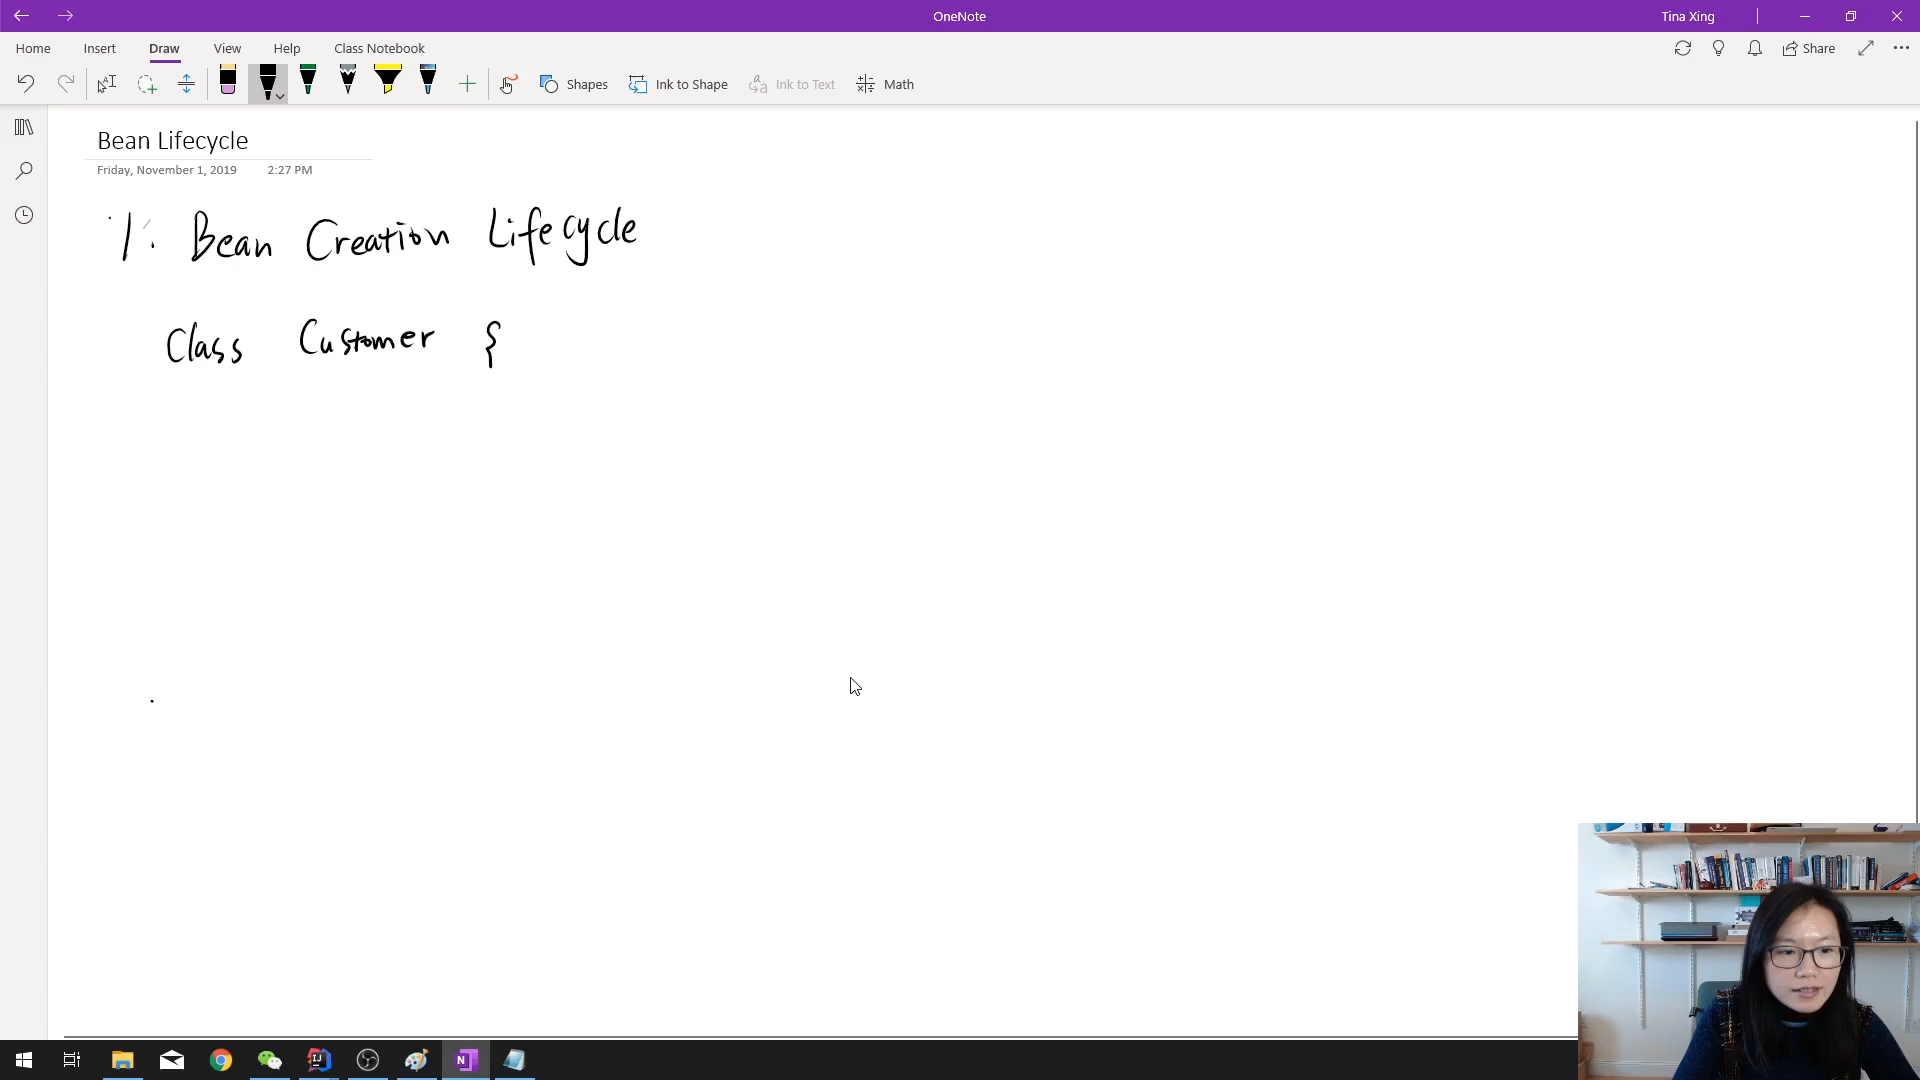 OneNote
Tina Xing
Home Insert Draw View Help Class Notebook
Share
Shapes Ink to Shape Ink to Text Math
Bean Lifecycle
Friday, November 1, 2019 2:27 PM
1. Bean Creation Lifecycle
Class Customer {